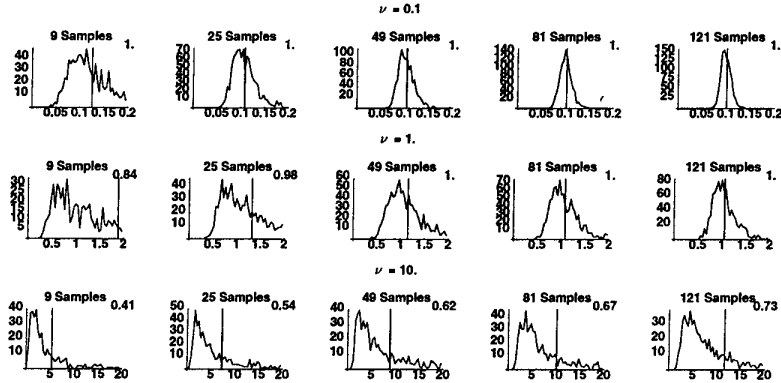 ν = 0.1
9 Samples 1.
40 30 20 10
0.05 0.1 0.15 0.2
25 Samples 1.
70 60 50 40 30 20 10
0.05 0.1 0.15 0.2
49 Samples 1.
100 80 60 40 20
0.05 0.1 0.15 0.2
81 Samples 1.
140 120 100 80 60 40 20
0.05 0.1 0.15 0.2
121 Samples 1.
150 125 100 75 50 25
0.05 0.1 0.15 0.2
ν = 1.
9 Samples 0.84
30 25 20 15 10 5
0.5 1 1.5 2
25 Samples 0.98
40 30 20 10
0.5 1 1.5 2
49 Samples 1.
60 50 40 30 20 10
0.5 1 1.5 2
81 Samples 1.
70 60 50 40 30 20 10
0.5 1 1.5 2
121 Samples 1.
80 60 40 20
0.5 1 1.5 2
ν = 10.
9 Samples 0.41
40 30 20 10
5 10 15 20
25 Samples 0.54
50 40 30 20 10
5 10 15 20
49 Samples 0.62
40 30 20 10
5 10 15 20
81 Samples 0.67
40 30 20 10
5 10 15 20
121 Samples 0.73
40 30 20 10
5 10 15 20